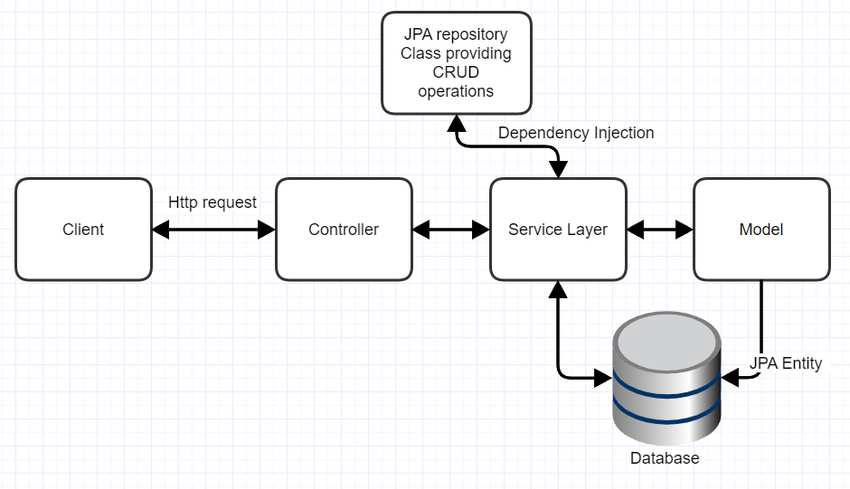 JPA repository
Class providing
CRUD
operations
Dependency Injection
Http request
Client
Controller
Service Layer
Model
JPA Entity
Database